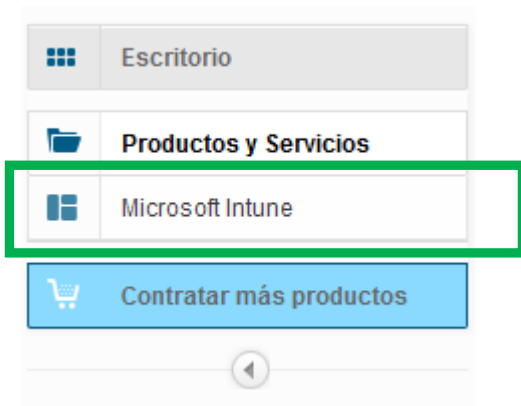 Escritorio
Productos y Servicios
Microsoft Intune
Contratar más productos